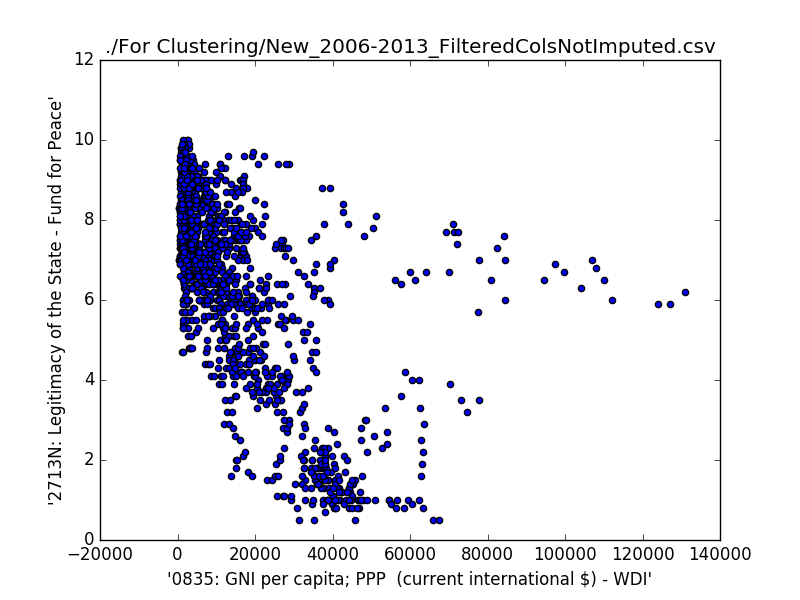 ./For Clustering/New_2006-2013_FilteredColsNotImputed.csv
12
10
8
6
4
2
0
'2713N: Legitimacy of the State - Fund for Peace'
−20000 0 20000 40000 60000 80000 100000 120000 140000
'0835: GNI per capita; PPP  (current international $) - WDI'